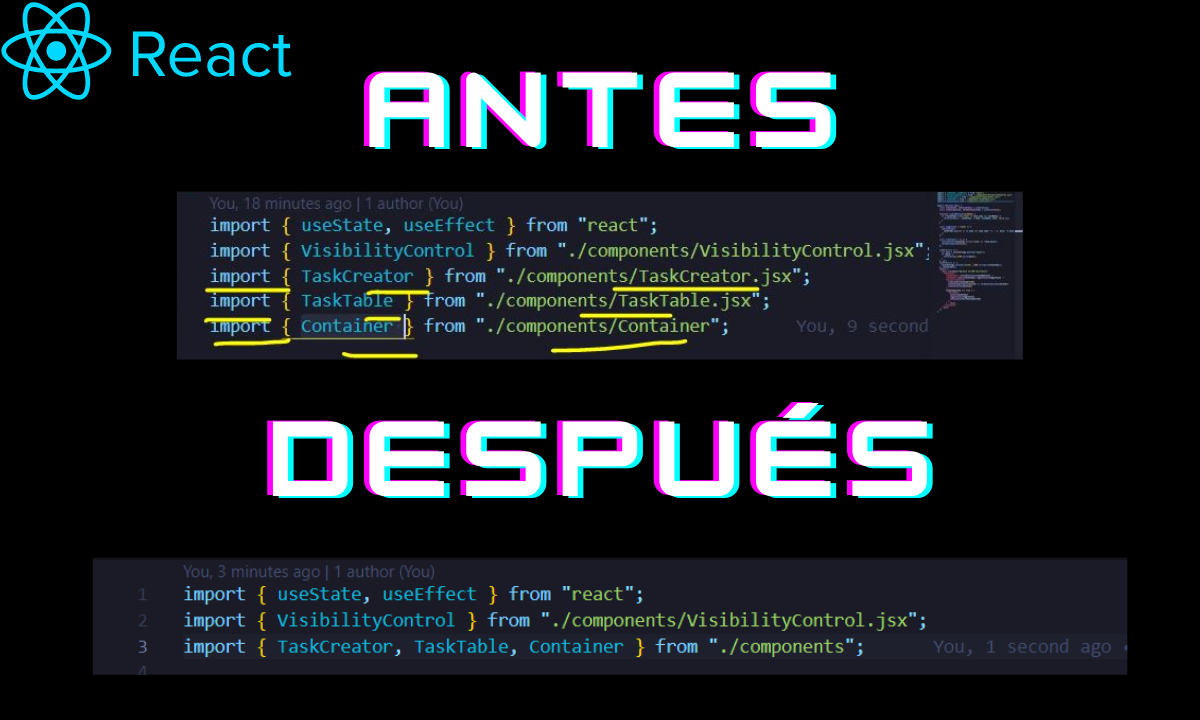 React
ANTES
You, 18 minutes ago | 1 author (You)
import { useState, useEffect } from "react";
import { VisibilityControl } from "./components/VisibilityControl.jsx";
import { TaskCreator } from "./components/TaskCreator.jsx";
import { TaskTable } from "./components/TaskTable.jsx";
import { Container } from "./components/Container"; You, 9 second
DESPUÉS
You, 3 minutes ago | 1 author (You)
1 import { useState, useEffect } from "react";
2 import { VisibilityControl } from "./components/VisibilityControl.jsx";
3 import { TaskCreator, TaskTable, Container } from "./components"; You, 1 second ago •
4